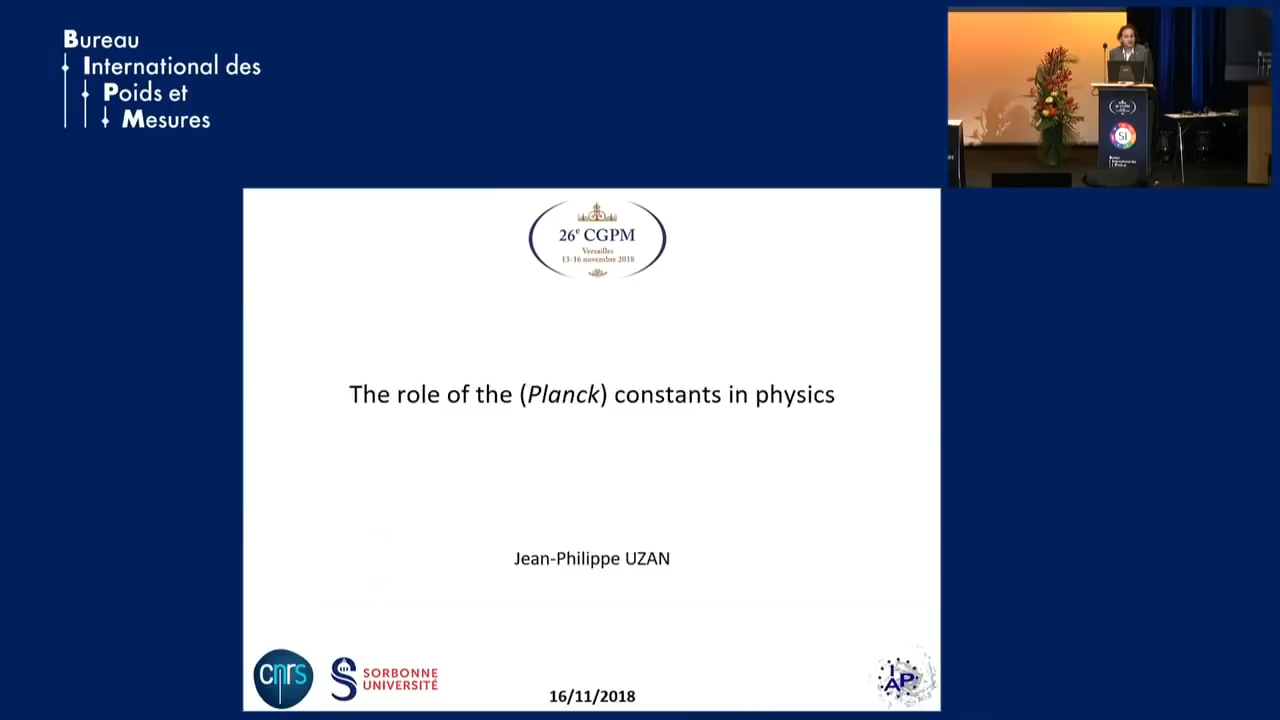 Bureau
International des
Poids et
Mesures
SI
26e CGPM
Versailles
13-16 novembre 2018
The role of the (Planck) constants in physics
Jean-Philippe UZAN
cnrs
SORBONNE
UNIVERSITÉ
16/11/2018
IAP